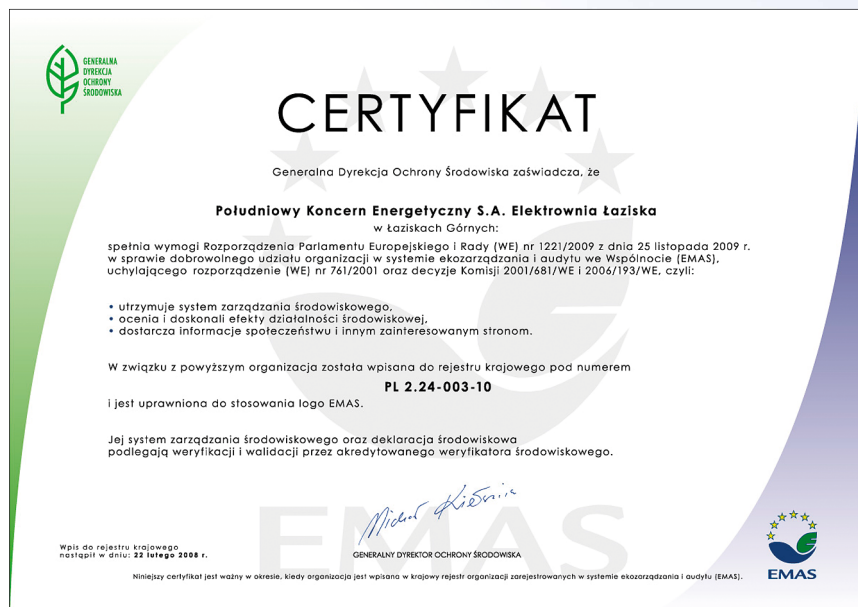 GENERALNA
DYREKCJA
OCHRONY
ŚRODOWISKA
CERTYFIKAT
Generalna Dyrekcja Ochrony Środowiska zaświadcza, że
Południowy Koncern Energetyczny S.A. Elektrownia Łaziska
w Łaziskach Górnych:
spełnia wymogi Rozporządzenia Parlamentu Europejskiego i Rady (WE) nr 1221/2009 z dnia 25 listopada 2009 r.
w sprawie dobrowolnego udziału organizacji w systemie ekozarządzania i audytu we Wspólnocie (EMAS),
uchylającego rozporządzenie (WE) nr 761/2001 oraz decyzje Komisji 2001/681/WE i 2006/193/WE, czyli:
• utrzymuje system zarządzania środowiskowego,
• ocenia i doskonali efekty działalności środowiskowej,
• dostarcza informacje społeczeństwu i innym zainteresowanym stronom.
W związku z powyższym organizacja została wpisana do rejestru krajowego pod numerem
PL 2.24-003-10
i jest uprawniona do stosowania logo EMAS.
Jej system zarządzania środowiskowego oraz deklaracja środowiskowa
podlegają weryfikacji i walidacji przez akredytowanego weryfikatora środowiskowego.
EMAS
Wpis do rejestru krajowego
nastąpił w dniu: 22 lutego 2008 r.
GENERALNY DYREKTOR OCHRONY ŚRODOWISKA
EMAS
Niniejszy certyfikat jest ważny w okresie, kiedy organizacja jest wpisana w krajowy rejestr organizacji zarejestrowanych w systemie ekozarządzania i audytu (EMAS).